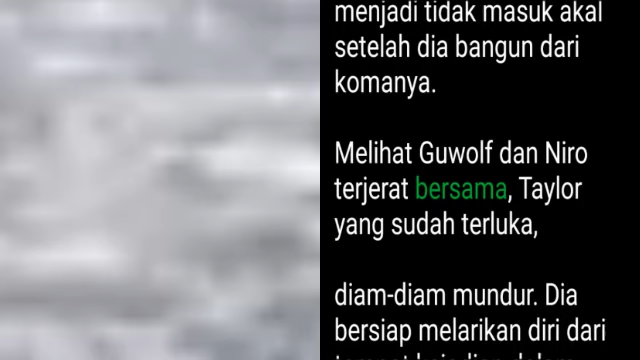 menjadi tidak masuk akal
setelah dia bangun dari
komanya.
Melihat Guwolf dan Niro
terjerat bersama, Taylor
yang sudah terluka,
diam-diam mundur. Dia
bersiap melarikan diri dari